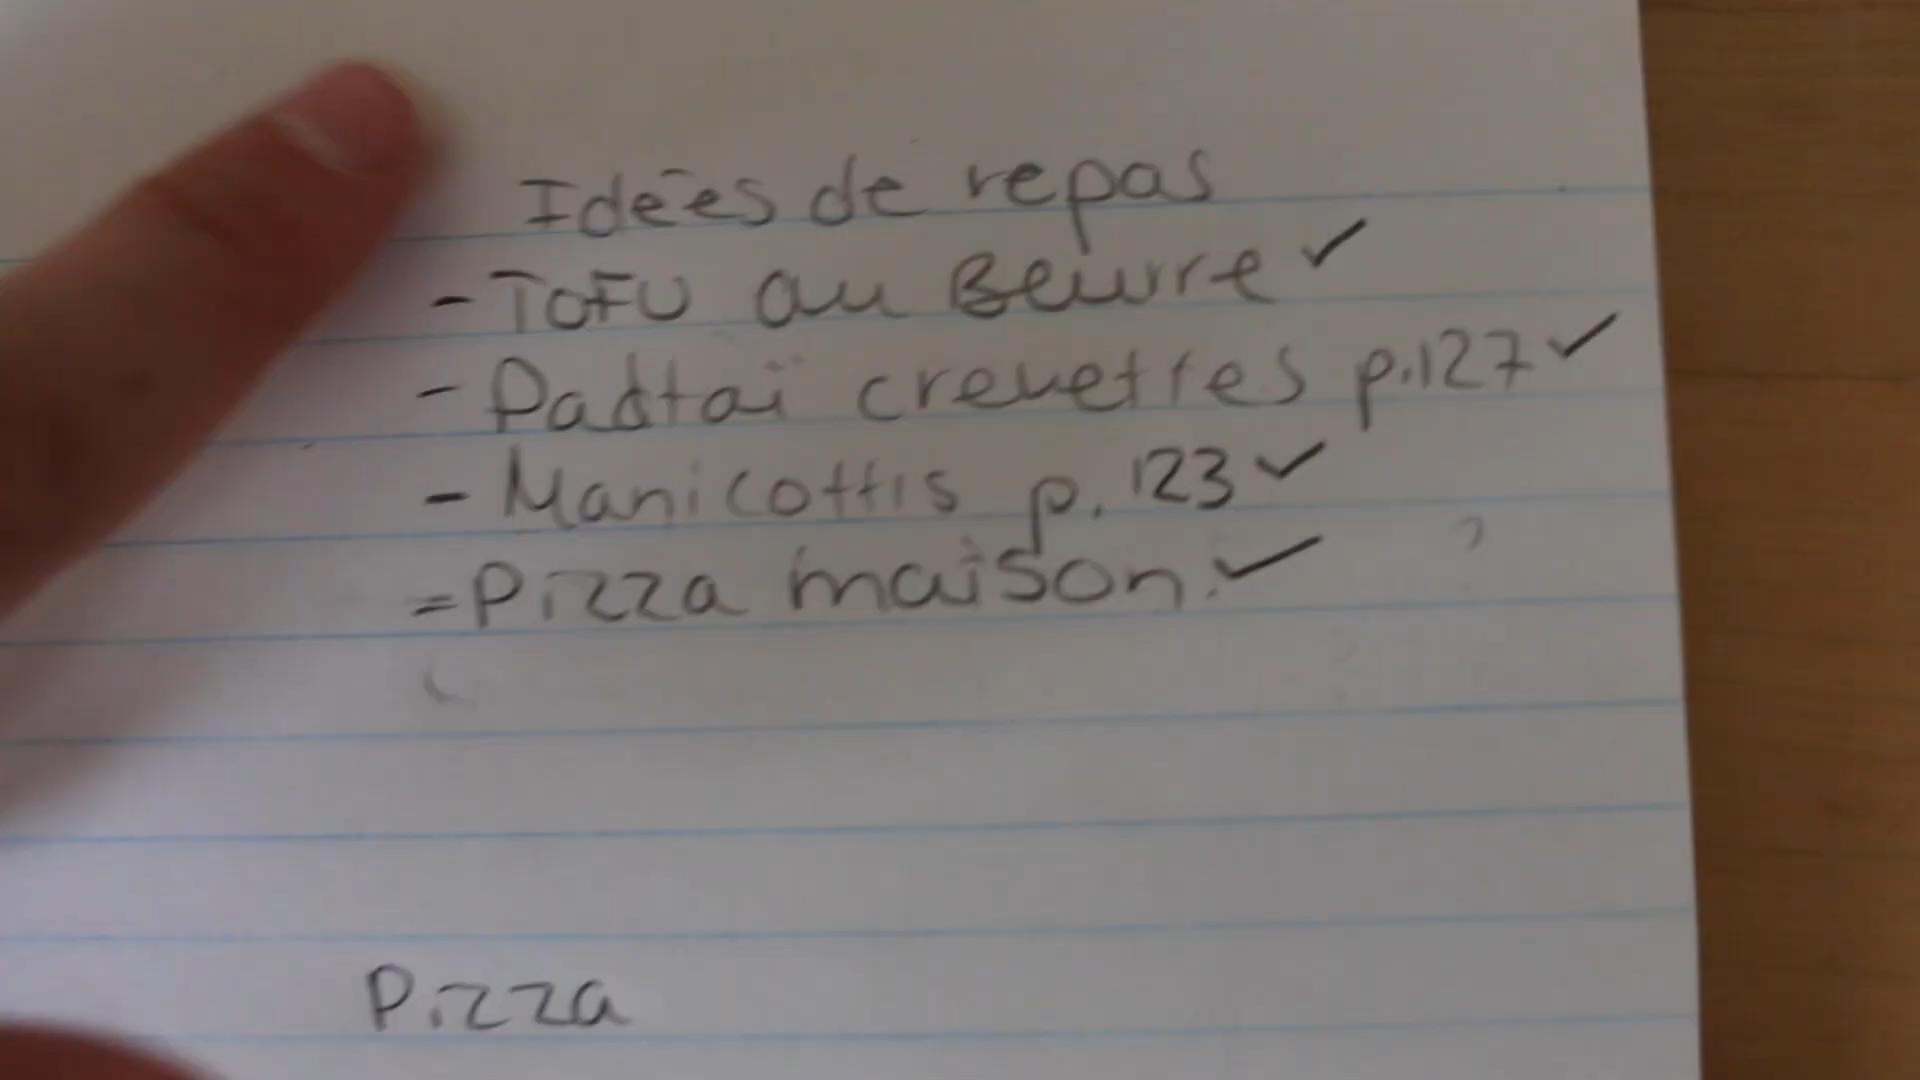 Idées de repas
- Tofu au Beurre ✓
- Padtaï crevettes p.127 ✓
- Manicottis p. 123 ✓
= Pizza maison. ✓
Pizza